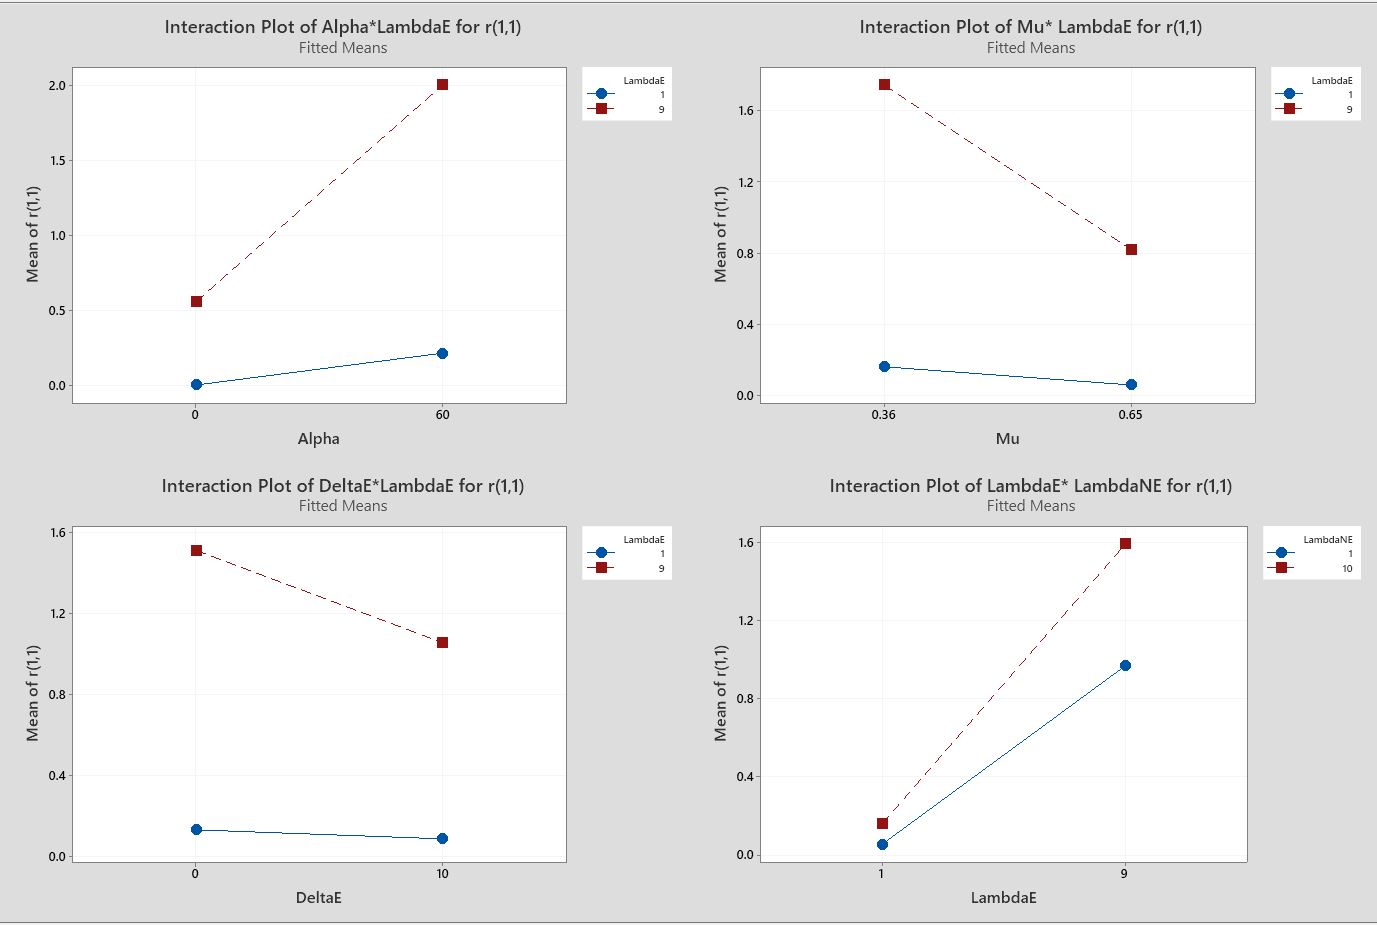 Interaction Plot of Alpha*LambdaE for r(1,1)
Fitted Means
LambdaE
1
9
2.0
1.5
1.0
0.5
0.0
Mean of r(1,1)
0
60
Alpha
Interaction Plot of Mu* LambdaE for r(1,1)
Fitted Means
LambdaE
1
9
1.6
1.2
0.8
0.4
0.0
Mean of r(1,1)
0.36
0.65
Mu
Interaction Plot of DeltaE*LambdaE for r(1,1)
Fitted Means
LambdaE
1
9
1.6
1.2
0.8
0.4
0.0
Mean of r(1,1)
0
10
DeltaE
Interaction Plot of LambdaE* LambdaNE for r(1,1)
Fitted Means
LambdaNE
1
10
1.6
1.2
0.8
0.4
0.0
Mean of r(1,1)
1
9
LambdaE